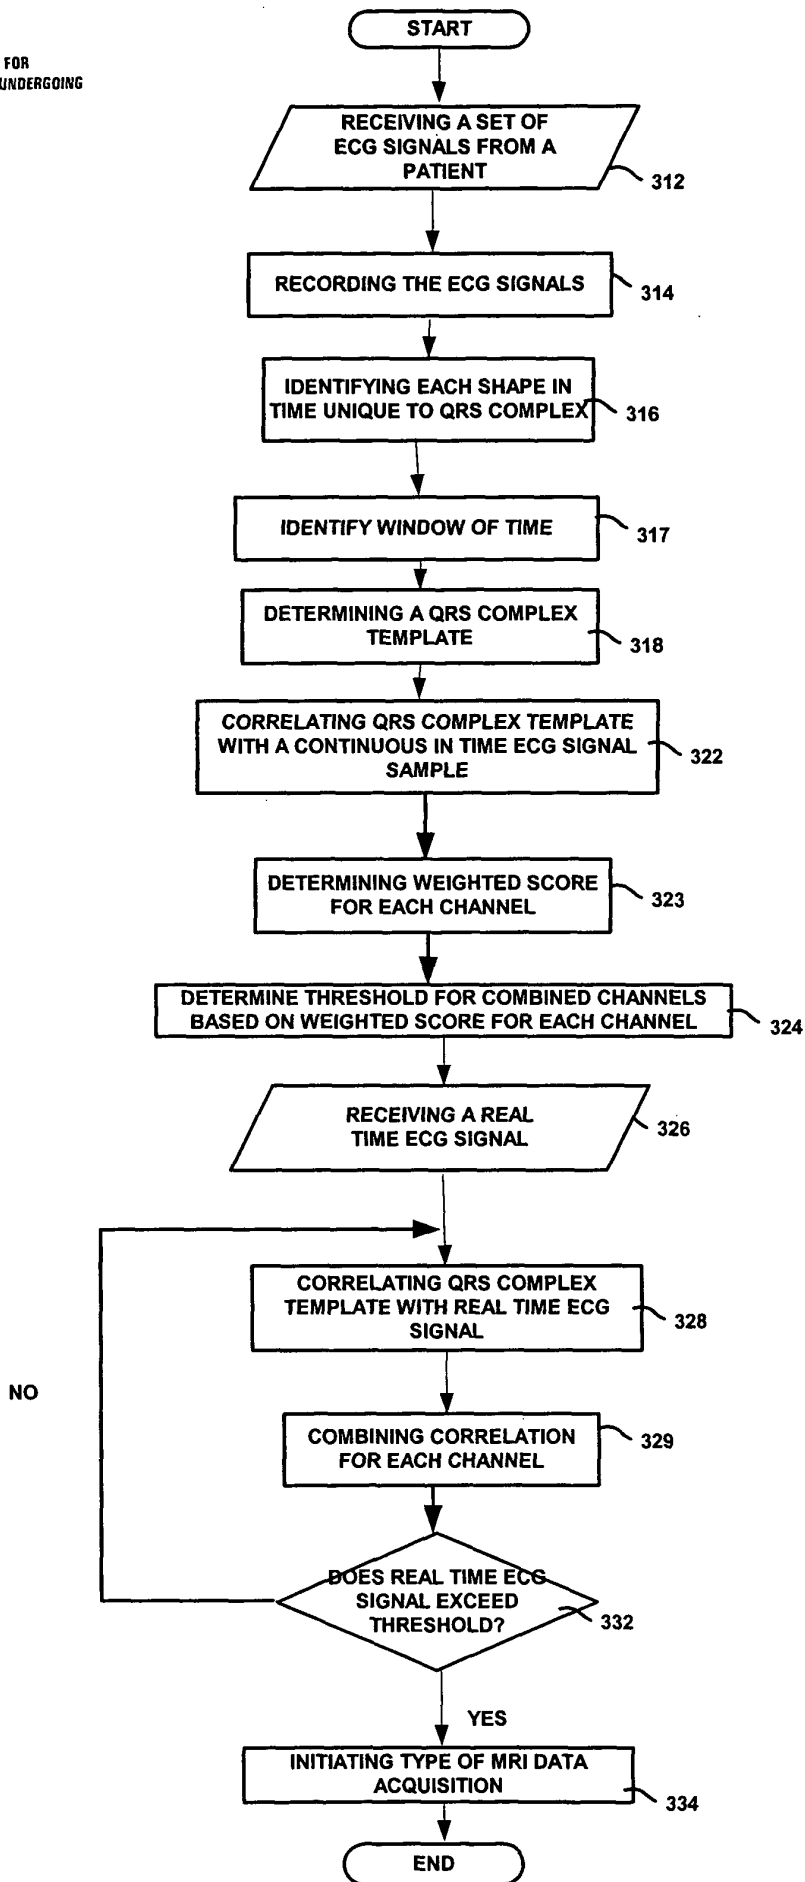 START
FOR
UNDERGOING
RECEIVING A SET OF
ECG SIGNALS FROM A
PATIENT
312
RECORDING THE ECG SIGNALS
314
IDENTIFYING EACH SHAPE IN
TIME UNIQUE TO QRS COMPLEX
316
IDENTIFY WINDOW OF TIME
317
DETERMINING A QRS COMPLEX
TEMPLATE
318
CORRELATING QRS COMPLEX TEMPLATE
WITH A CONTINUOUS IN TIME ECG SIGNAL
SAMPLE
322
DETERMINING WEIGHTED SCORE
FOR EACH CHANNEL
323
DETERMINE THRESHOLD FOR COMBINED CHANNELS
BASED ON WEIGHTED SCORE FOR EACH CHANNEL
324
RECEIVING A REAL
TIME ECG SIGNAL
326
CORRELATING QRS COMPLEX
TEMPLATE WITH REAL TIME ECG
SIGNAL
328
NO
COMBINING CORRELATION
FOR EACH CHANNEL
329
DOES REAL TIME ECG
SIGNAL EXCEED
THRESHOLD?
332
YES
INITIATING TYPE OF MRI DATA
ACQUISITION
334
END